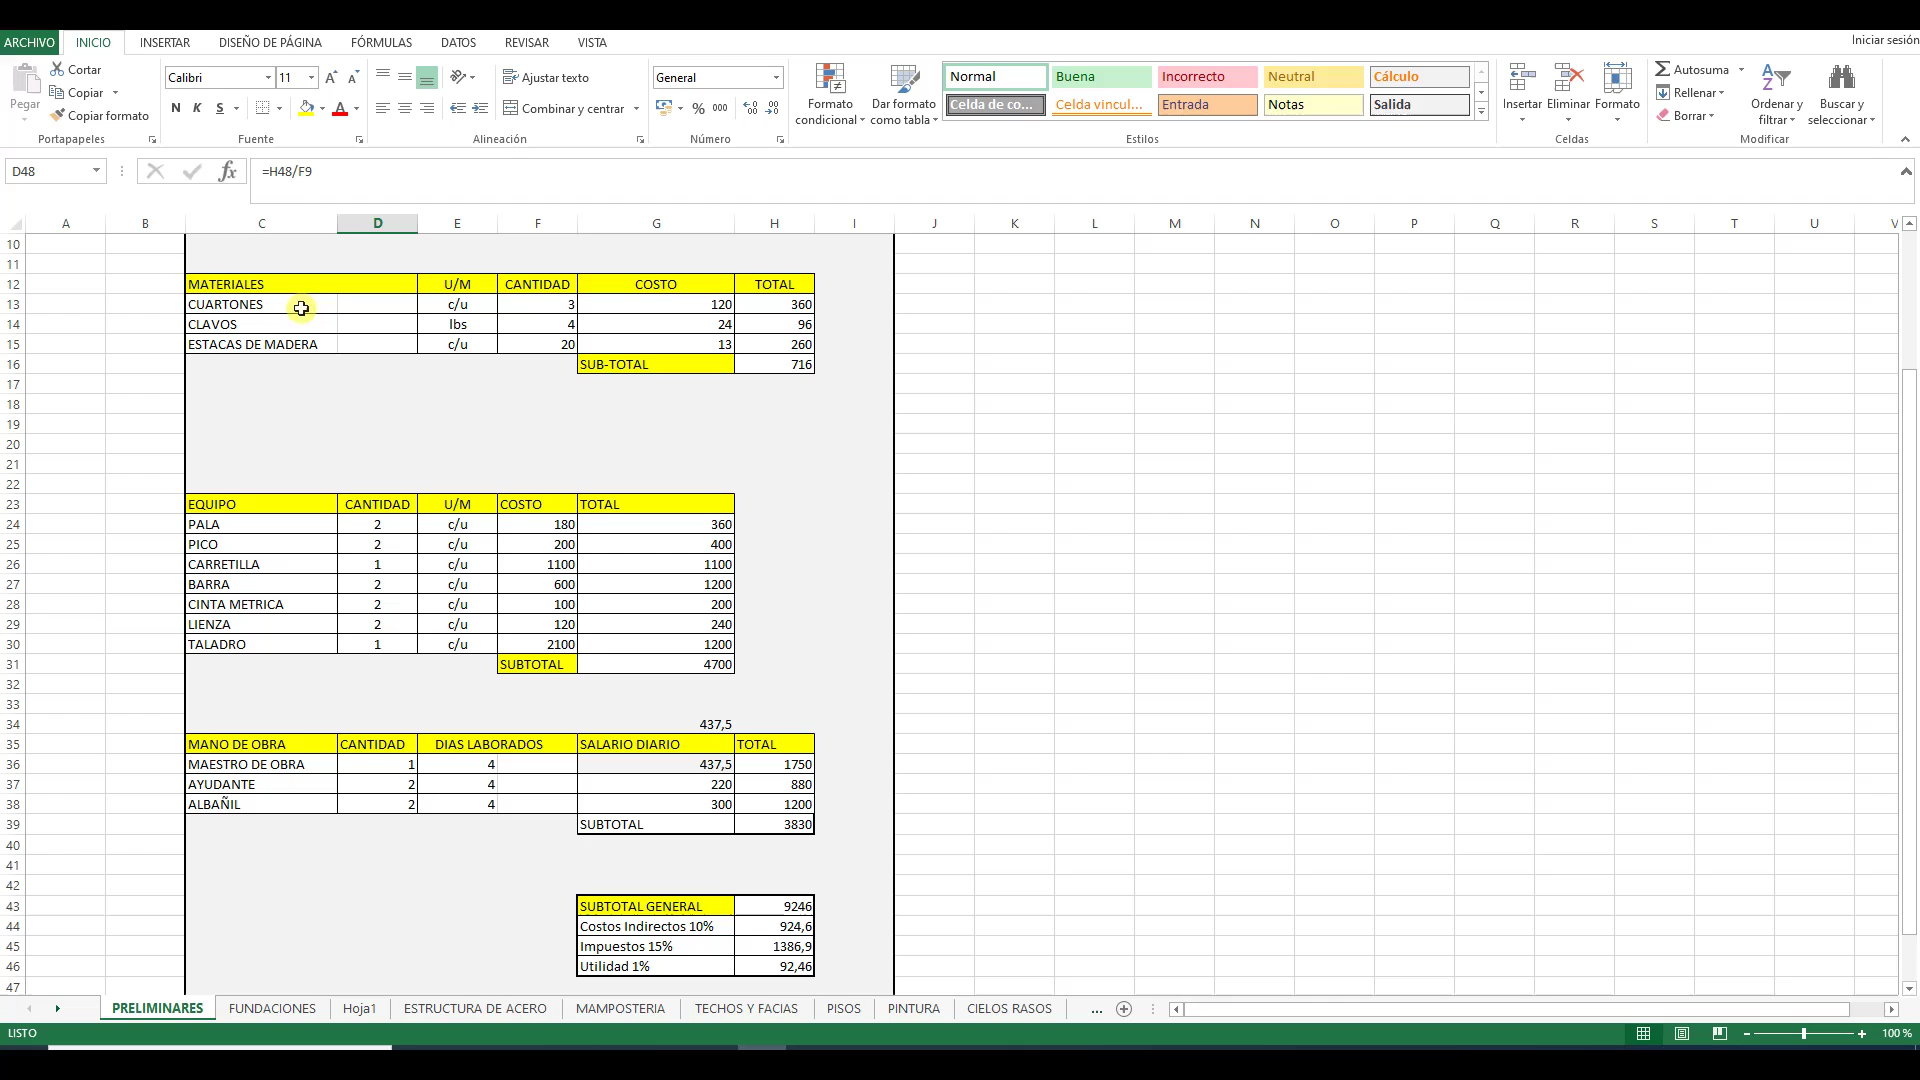 Iniciar sesión
ARCHIVO INICIO INSERTAR DISEÑO DE PÁGINA FÓRMULAS DATOS REVISAR VISTA
Pegar
Cortar
Copiar
Copiar formato
Portapapeles
Calibri 11
N K S
Fuente
Ajustar texto
Combinar y centrar
Alineación
General
% 000
Número
Formato condicional
Dar formato como tabla
Normal Buena Incorrecto Neutral Cálculo
Celda de co... Celda vincul... Entrada Notas Salida
Estilos
Insertar Eliminar Formato
Celdas
Autosuma
Rellenar
Borrar
Ordenar y filtrar
Buscar y seleccionar
Modificar
D48 fx =H48/F9
A B C D E F G H I J K L M N O P Q R S T U V
10
11
12 MATERIALES U/M CANTIDAD COSTO TOTAL
13 CUARTONES c/u 3 120 360
14 CLAVOS lbs 4 24 96
15 ESTACAS DE MADERA c/u 20 13 260
16 SUB-TOTAL 716
17
18
19
20
21
22
23 EQUIPO CANTIDAD U/M COSTO TOTAL
24 PALA 2 c/u 180 360
25 PICO 2 c/u 200 400
26 CARRETILLA 1 c/u 1100 1100
27 BARRA 2 c/u 600 1200
28 CINTA METRICA 2 c/u 100 200
29 LIENZA 2 c/u 120 240
30 TALADRO 1 c/u 2100 1200
31 SUBTOTAL 4700
32
33
34 437,5
35 MANO DE OBRA CANTIDAD DIAS LABORADOS SALARIO DIARIO TOTAL
36 MAESTRO DE OBRA 1 4 437,5 1750
37 AYUDANTE 2 4 220 880
38 ALBAÑIL 2 4 300 1200
39 SUBTOTAL 3830
40
41
42
43 SUBTOTAL GENERAL 9246
44 Costos Indirectos 10% 924,6
45 Impuestos 15% 1386,9
46 Utilidad 1% 92,46
47
PRELIMINARES FUNDACIONES Hoja1 ESTRUCTURA DE ACERO MAMPOSTERIA TECHOS Y FACIAS PISOS PINTURA CIELOS RASOS ...
LISTO 100 %